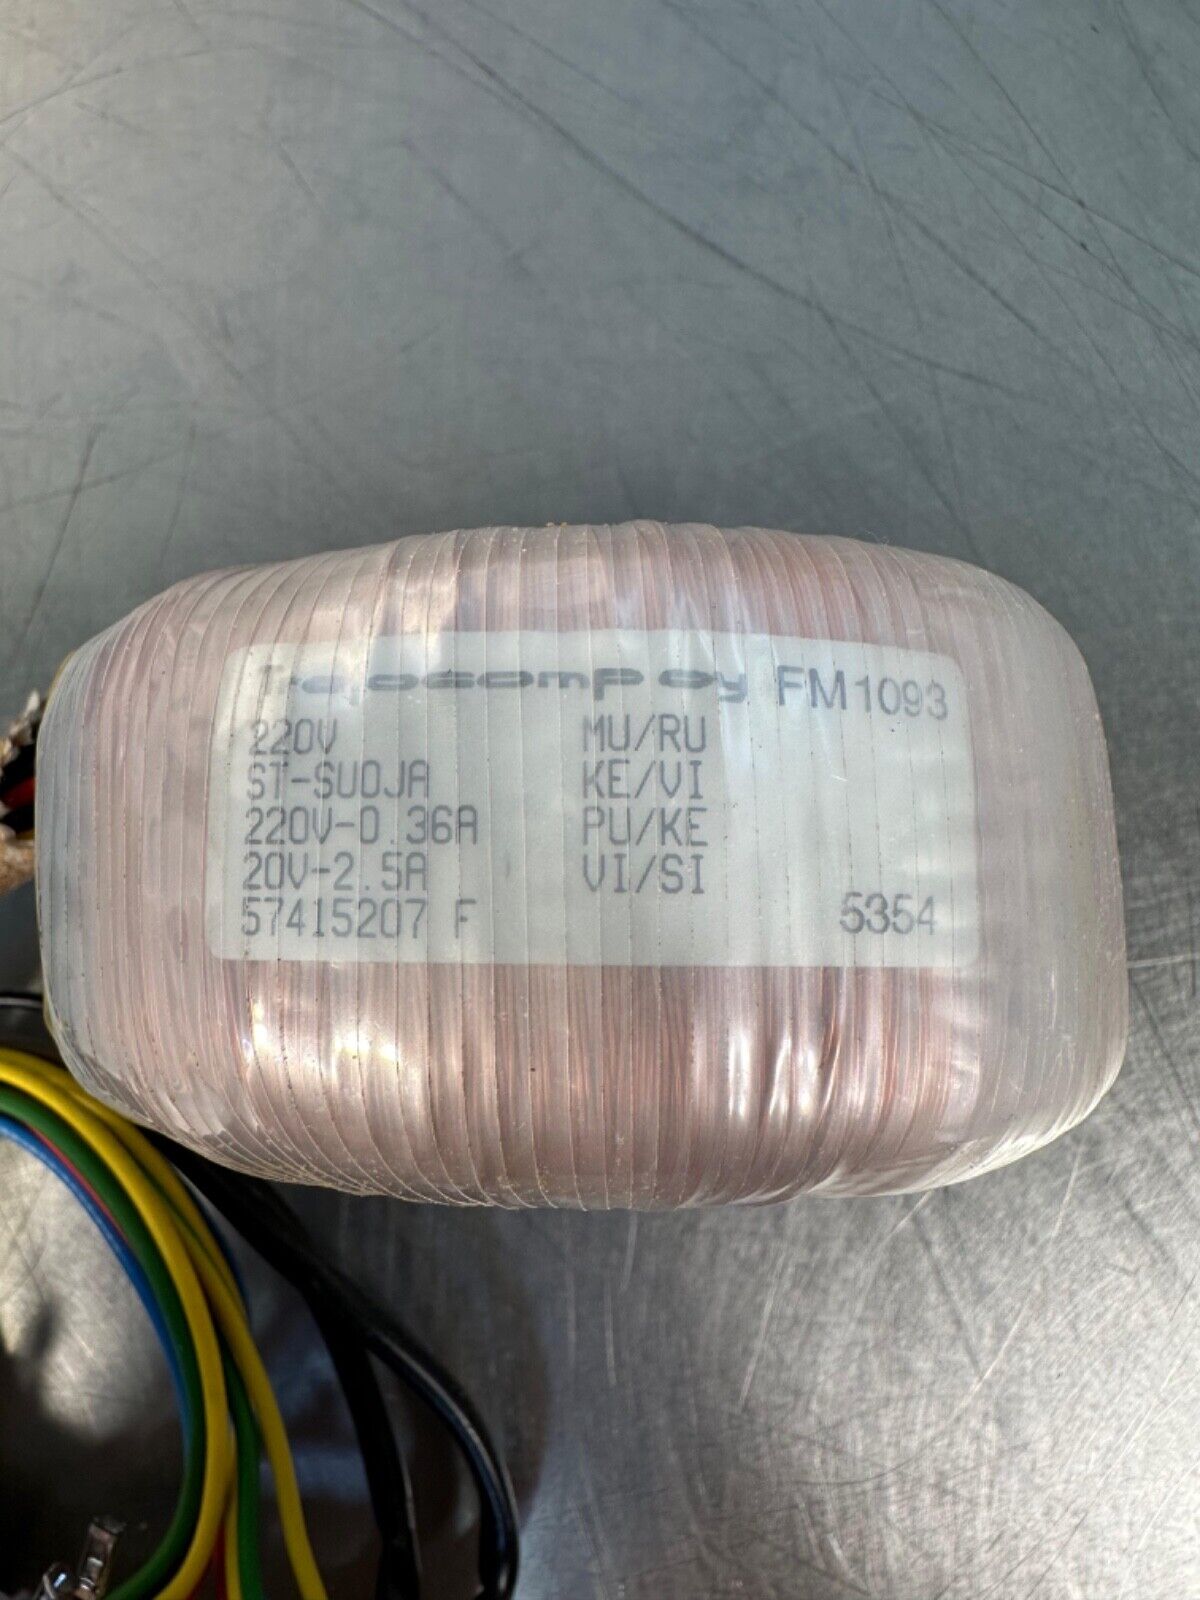 Trafocomp oy FM1093
220V MU/RU
ST-SUOJA KE/VI
220V-0.36A PU/KE
20V-2.5A VI/SI
57415207 F 5354